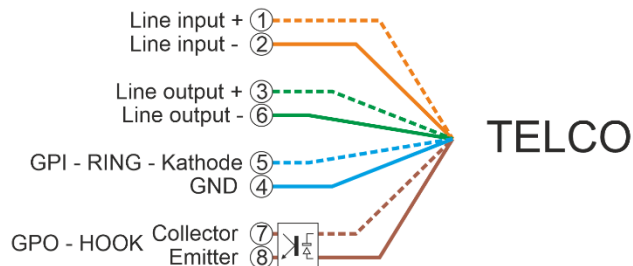 Line input + 1
Line input - 2
Line output + 3
Line output - 6
TELCO
GPI - RING - Kathode 5
GND 4
GPO - HOOK Collector 7
Emitter 8